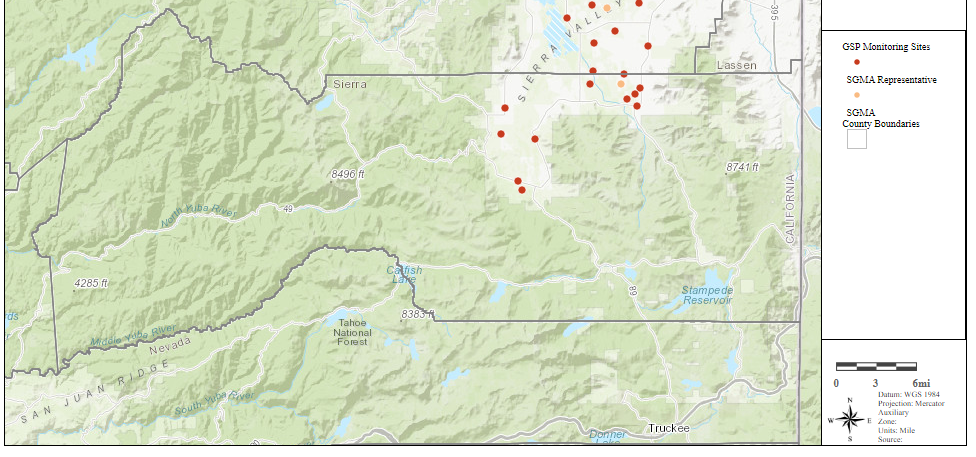 395
SIERRA VALLEY
Lassen
Sierra
8496 ft
8741 ft
CALIFORNIA
North Yuba River
49
4285 ft
Catfish
Lake
89
Stampede
Reservoir
8383 ft
rds
Middle Yuba River
Nevada
Tahoe
National
Forest
SAN JUAN RIDGE
South Yuba River
Truckee
Donner
Lake
GSP Monitoring Sites
SGMA Representative
SGMA
County Boundaries
0 3 6mi
N
W E
S
Datum: WGS 1984
Projection: Mercator
Auxiliary
Zone:
Units: Mile
Source: